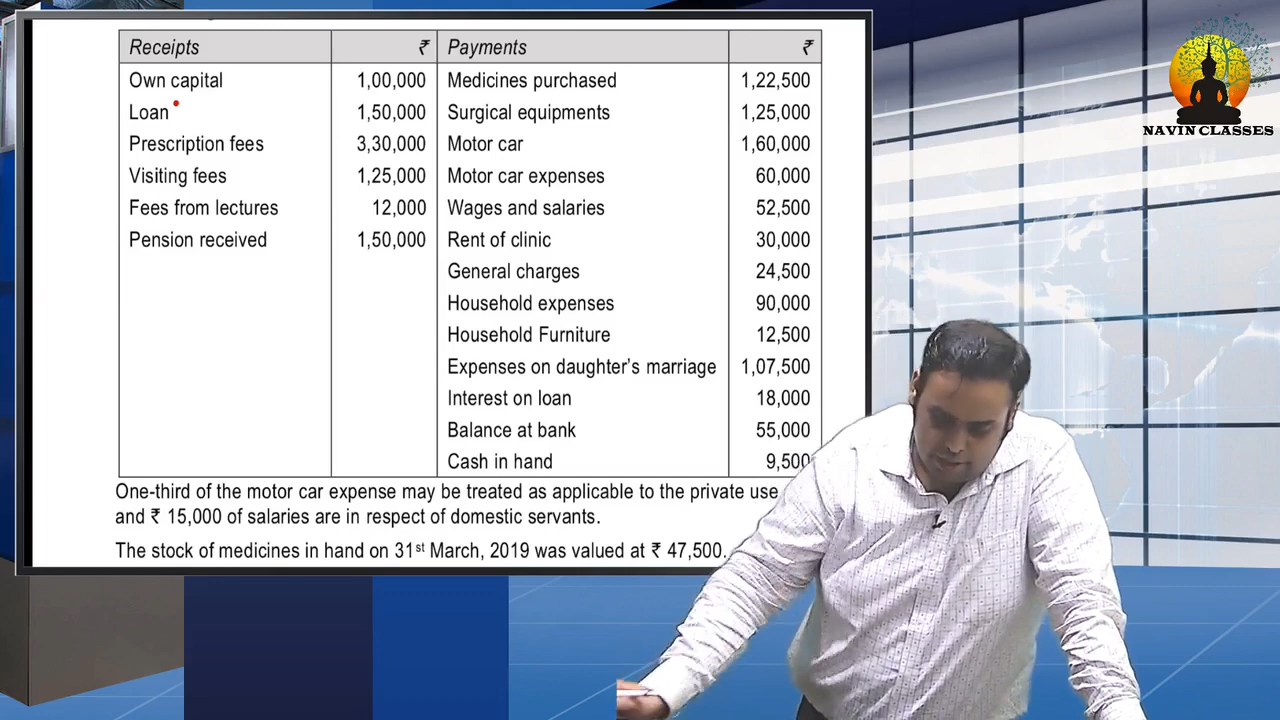 Receipts ₹ Payments ₹
Own capital 1,00,000 Medicines purchased 1,22,500
Loan 1,50,000 Surgical equipments 1,25,000
Prescription fees 3,30,000 Motor car 1,60,000
Visiting fees 1,25,000 Motor car expenses 60,000
Fees from lectures 12,000 Wages and salaries 52,500
Pension received 1,50,000 Rent of clinic 30,000
General charges 24,500
Household expenses 90,000
Household Furniture 12,500
Expenses on daughter's marriage 1,07,500
Interest on loan 18,000
Balance at bank 55,000
Cash in hand 9,500
One-third of the motor car expense may be treated as applicable to the private use
and ₹ 15,000 of salaries are in respect of domestic servants.
The stock of medicines in hand on 31st March, 2019 was valued at ₹ 47,500.
NAVIN CLASSES